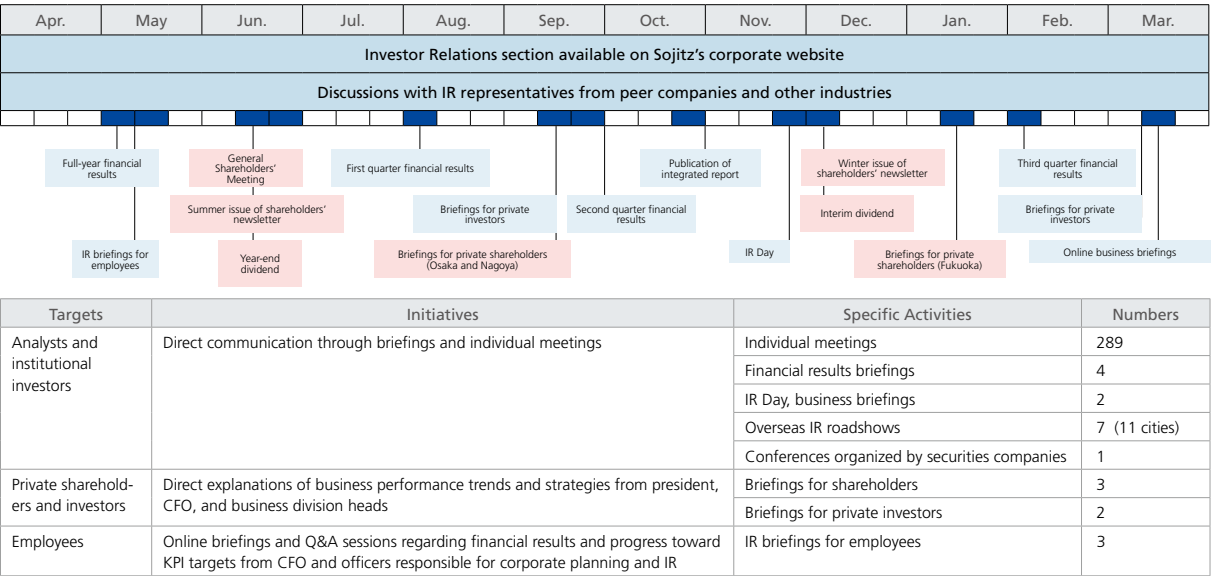 Apr. May Jun. Jul. Aug. Sep. Oct. Nov. Dec. Jan. Feb. Mar.
Investor Relations section available on Sojitz's corporate website
Discussions with IR representatives from peer companies and other industries
Full-year financial
results
General
Shareholders'
Meeting
First quarter financial results
Publication of
integrated report
Winter issue of
shareholders' newsletter
Third quarter financial
results
Summer issue of shareholders'
newsletter
Briefings for private
investors
Second quarter financial
results
Interim dividend
Briefings for private
investors
IR briefings for
employees
Year-end
dividend
Briefings for private shareholders
(Osaka and Nagoya)
IR Day
Briefings for private
shareholders (Fukuoka)
Online business briefings
Targets Initiatives Specific Activities Numbers
Analysts and
institutional
investors
Direct communication through briefings and individual meetings
Individual meetings 289
Financial results briefings 4
IR Day, business briefings 2
Overseas IR roadshows 7 (11 cities)
Conferences organized by securities companies 1
Private sharehold-
ers and investors
Direct explanations of business performance trends and strategies from president,
CFO, and business division heads
Briefings for shareholders 3
Briefings for private investors 2
Employees
Online briefings and Q&A sessions regarding financial results and progress toward
KPI targets from CFO and officers responsible for corporate planning and IR
IR briefings for employees 3